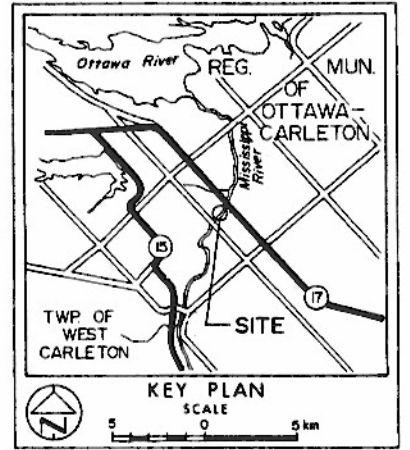 Ottawa River
REG. MUN.
OF
OTTAWA-
CARLETON
Mississippi
River
15
17
TWP. OF
WEST
CARLETON
SITE
KEY PLAN
SCALE
N
5 0 5 km